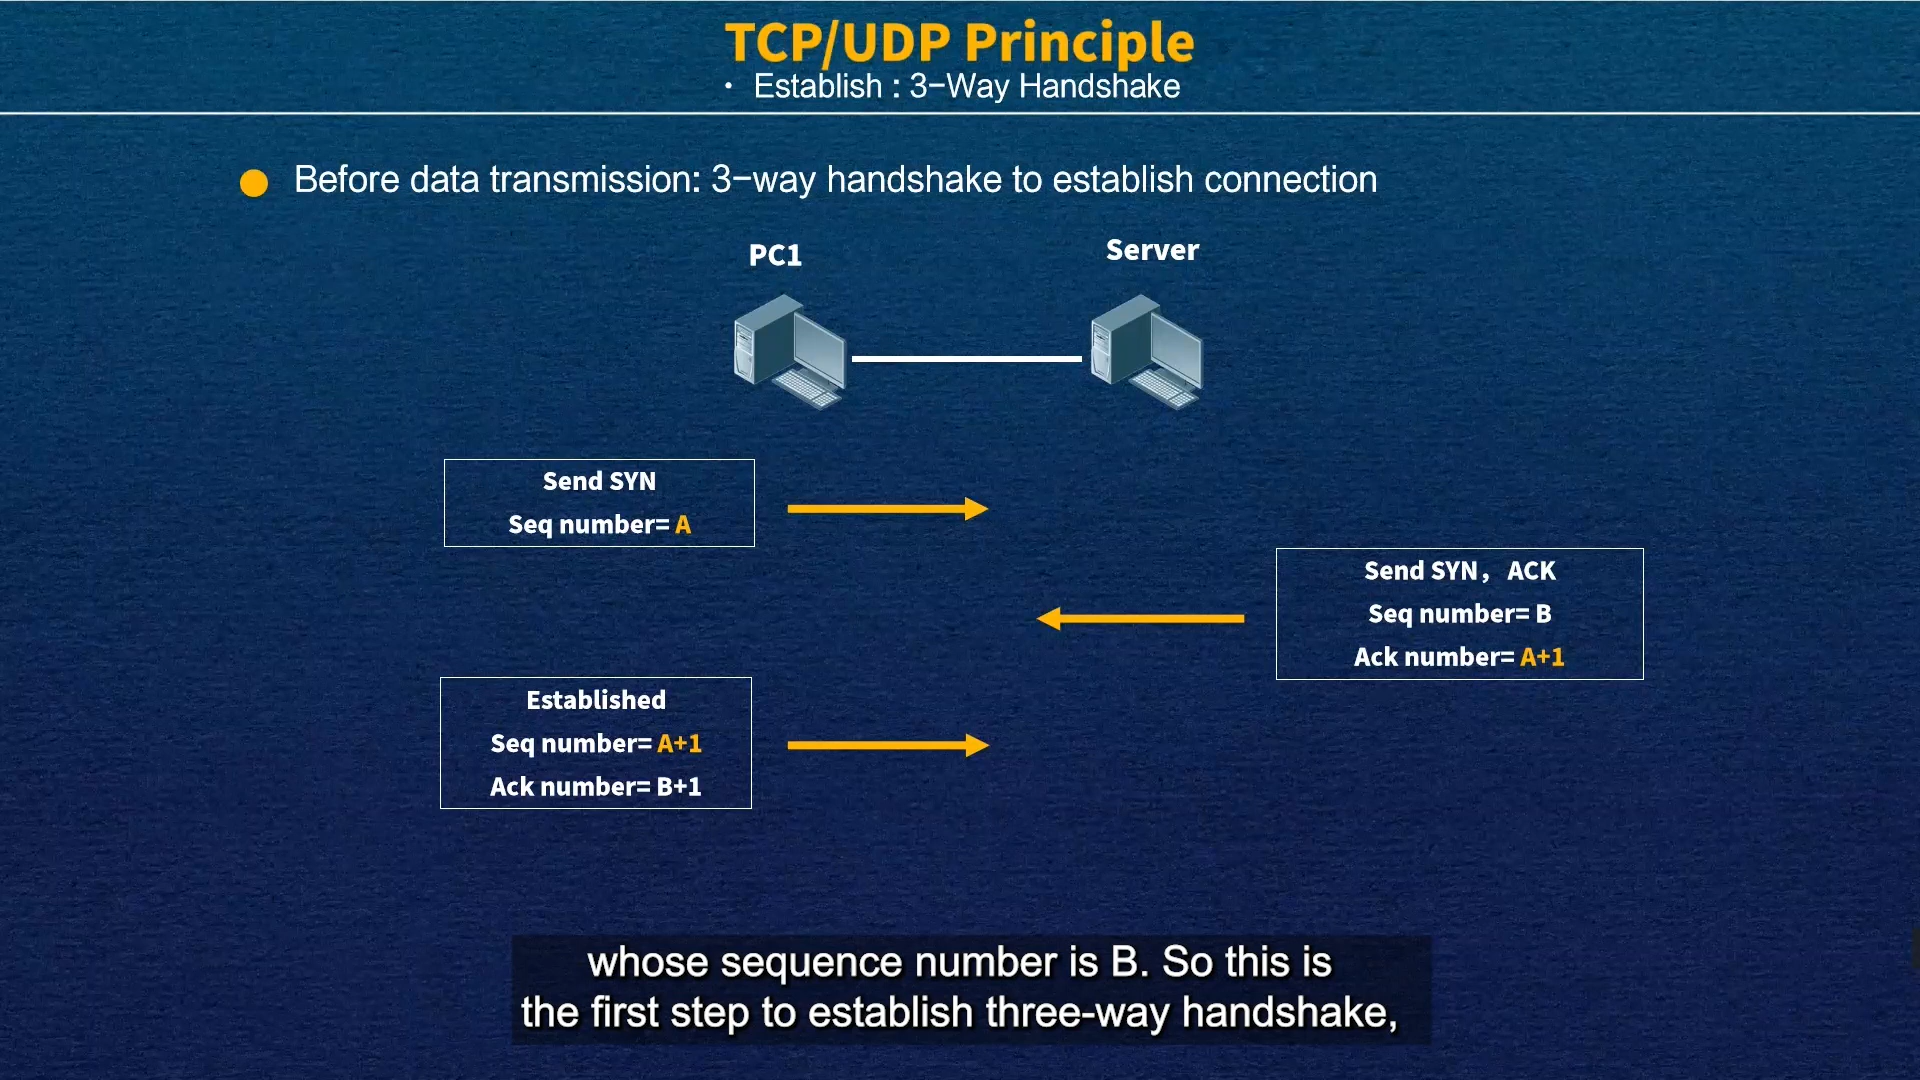 TCP/UDP Principle
• Establish : 3-Way Handshake
Before data transmission: 3-way handshake to establish connection
PC1
Server
Send SYN
Seq number= A
Send SYN，ACK
Seq number= B
Ack number= A+1
Established
Seq number= A+1
Ack number= B+1
whose sequence number is B. So this is
the first step to establish three-way handshake,